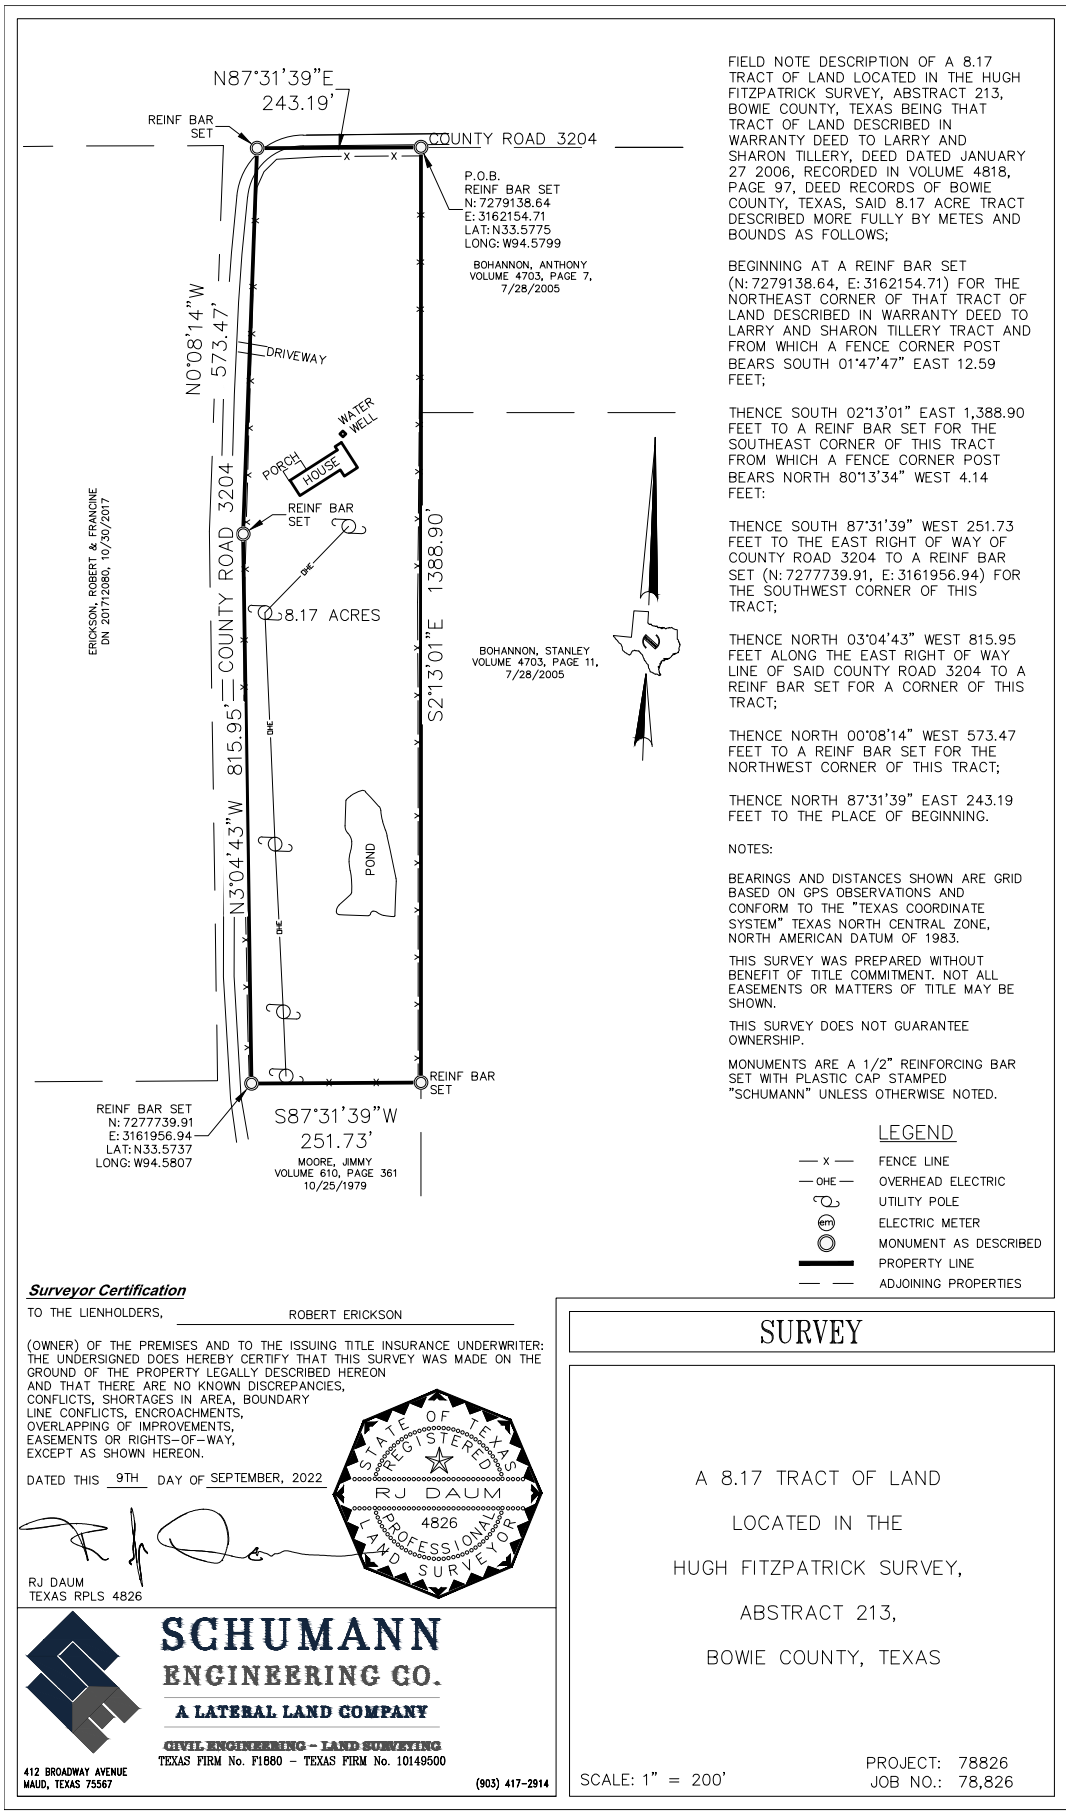 N87°31'39"E
243.19'
REINF BAR
SET
COUNTY ROAD 3204
P.O.B.
REINF BAR SET
N: 7279138.64
E: 3162154.71
LAT: N33.5775
LONG: W94.5799
BOHANNON, ANTHONY
VOLUME 4703, PAGE 7,
7/28/2005
N0°08'14"W
573.47'
DRIVEWAY
WATER
WELL
PORCH
HOUSE
REINF BAR
SET
ERICKSON, ROBERT & FRANCINE
DN 201712080, 10/30/2017
COUNTY ROAD 3204
OHE
8.17 ACRES
S2°13'01"E 1388.90'
BOHANNON, STANLEY
VOLUME 4703, PAGE 11,
7/28/2005
OHE
N3°04'43"W 815.95'
POND
OHE
REINF BAR
SET
REINF BAR SET
N: 7277739.91
E: 3161956.94
LAT: N33.5737
LONG: W94.5807
S87°31'39"W
251.73'
MOORE, JIMMY
VOLUME 610, PAGE 361
10/25/1979
FIELD NOTE DESCRIPTION OF A 8.17
TRACT OF LAND LOCATED IN THE HUGH
FITZPATRICK SURVEY, ABSTRACT 213,
BOWIE COUNTY, TEXAS BEING THAT
TRACT OF LAND DESCRIBED IN
WARRANTY DEED TO LARRY AND
SHARON TILLERY, DEED DATED JANUARY
27 2006, RECORDED IN VOLUME 4818,
PAGE 97, DEED RECORDS OF BOWIE
COUNTY, TEXAS, SAID 8.17 ACRE TRACT
DESCRIBED MORE FULLY BY METES AND
BOUNDS AS FOLLOWS;
BEGINNING AT A REINF BAR SET
(N: 7279138.64, E: 3162154.71) FOR THE
NORTHEAST CORNER OF THAT TRACT OF
LAND DESCRIBED IN WARRANTY DEED TO
LARRY AND SHARON TILLERY TRACT AND
FROM WHICH A FENCE CORNER POST
BEARS SOUTH 01°47'47" EAST 12.59
FEET;
THENCE SOUTH 02°13'01" EAST 1,388.90
FEET TO A REINF BAR SET FOR THE
SOUTHEAST CORNER OF THIS TRACT
FROM WHICH A FENCE CORNER POST
BEARS NORTH 80°13'34" WEST 4.14
FEET:
THENCE SOUTH 87°31'39" WEST 251.73
FEET TO THE EAST RIGHT OF WAY OF
COUNTY ROAD 3204 TO A REINF BAR
SET (N: 7277739.91, E: 3161956.94) FOR
THE SOUTHWEST CORNER OF THIS
TRACT;
THENCE NORTH 03°04'43" WEST 815.95
FEET ALONG THE EAST RIGHT OF WAY
LINE OF SAID COUNTY ROAD 3204 TO A
REINF BAR SET FOR A CORNER OF THIS
TRACT;
THENCE NORTH 00°08'14" WEST 573.47
FEET TO A REINF BAR SET FOR THE
NORTHWEST CORNER OF THIS TRACT;
THENCE NORTH 87°31'39" EAST 243.19
FEET TO THE PLACE OF BEGINNING.
NOTES:
BEARINGS AND DISTANCES SHOWN ARE GRID
BASED ON GPS OBSERVATIONS AND
CONFORM TO THE "TEXAS COORDINATE
SYSTEM" TEXAS NORTH CENTRAL ZONE,
NORTH AMERICAN DATUM OF 1983.
THIS SURVEY WAS PREPARED WITHOUT
BENEFIT OF TITLE COMMITMENT. NOT ALL
EASEMENTS OR MATTERS OF TITLE MAY BE
SHOWN.
THIS SURVEY DOES NOT GUARANTEE
OWNERSHIP.
MONUMENTS ARE A 1/2" REINFORCING BAR
SET WITH PLASTIC CAP STAMPED
"SCHUMANN" UNLESS OTHERWISE NOTED.
LEGEND
X FENCE LINE
OHE OVERHEAD ELECTRIC
UTILITY POLE
em ELECTRIC METER
MONUMENT AS DESCRIBED
PROPERTY LINE
ADJOINING PROPERTIES
Surveyor Certification
TO THE LIENHOLDERS, ROBERT ERICKSON
(OWNER) OF THE PREMISES AND TO THE ISSUING TITLE INSURANCE UNDERWRITER:
THE UNDERSIGNED DOES HEREBY CERTIFY THAT THIS SURVEY WAS MADE ON THE
GROUND OF THE PROPERTY LEGALLY DESCRIBED HEREON
AND THAT THERE ARE NO KNOWN DISCREPANCIES,
CONFLICTS, SHORTAGES IN AREA, BOUNDARY
LINE CONFLICTS, ENCROACHMENTS,
OVERLAPPING OF IMPROVEMENTS,
EASEMENTS OR RIGHTS-OF-WAY,
EXCEPT AS SHOWN HEREON.
DATED THIS 9TH DAY OF SEPTEMBER, 2022
STATE OF TEXAS
REGISTERED
RJ DAUM
4826
PROFESSIONAL
LAND SURVEYOR
RJ DAUM
TEXAS RPLS 4826
SCHUMANN
ENGINEERING CO.
A LATERAL LAND COMPANY
CIVIL ENGINEERING - LAND SURVEYING
TEXAS FIRM No. F1880 - TEXAS FIRM No. 10149500
412 BROADWAY AVENUE
MAUD, TEXAS 75567
(903) 417-2914
SURVEY
A 8.17 TRACT OF LAND
LOCATED IN THE
HUGH FITZPATRICK SURVEY,
ABSTRACT 213,
BOWIE COUNTY, TEXAS
SCALE: 1" = 200'
PROJECT: 78826
JOB NO.: 78,826